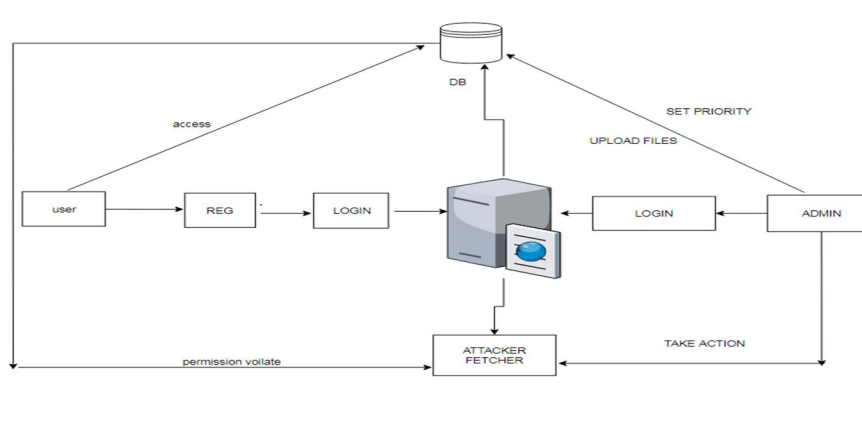 DB
SET PRIORITY
access
UPLOAD FILES
user
REG
LOGIN
LOGIN
ADMIN
TAKE ACTION
ATTACKER
FETCHER
permission voilate